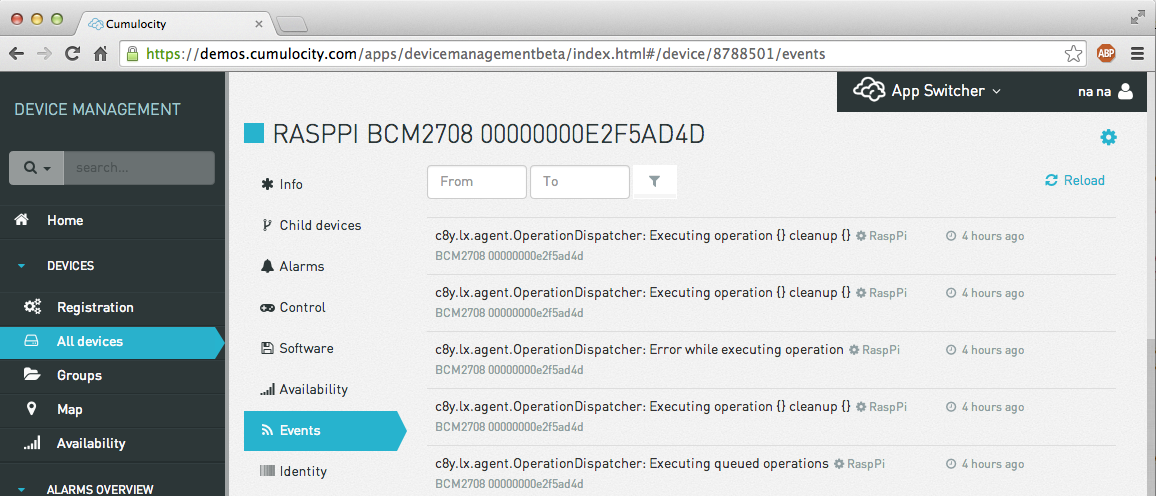 Cumulocity
https://demos.cumulocity.com/apps/devicemanagementbeta/index.html#/device/8788501/events
ABP
DEVICE MANAGEMENT
search...
Home
DEVICES
Registration
All devices
Groups
Map
Availability
ALARMS OVERVIEW
App Switcher
na na
RASPPI BCM2708 00000000E2F5AD4D
Info
Child devices
Alarms
Control
Software
Availability
Events
Identity
From To
Reload
c8y.lx.agent.OperationDispatcher: Executing operation {} cleanup {} RaspPi 4 hours ago
BCM2708 00000000e2f5ad4d
c8y.lx.agent.OperationDispatcher: Executing operation {} cleanup {} RaspPi 4 hours ago
BCM2708 00000000e2f5ad4d
c8y.lx.agent.OperationDispatcher: Error while executing operation RaspPi 4 hours ago
BCM2708 00000000e2f5ad4d
c8y.lx.agent.OperationDispatcher: Executing operation {} cleanup {} RaspPi 4 hours ago
BCM2708 00000000e2f5ad4d
c8y.lx.agent.OperationDispatcher: Executing queued operations RaspPi 4 hours ago
BCM2708 00000000e2f5ad4d